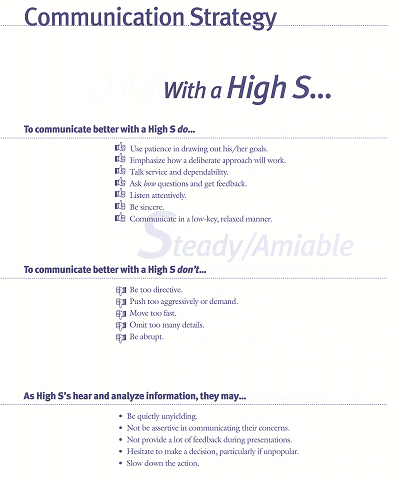 Communication Strategy
With a High S...
To communicate better with a High S do...
Use patience in drawing out his/her goals.
Emphasize how a deliberate approach will work.
Talk service and dependability.
Ask how questions and get feedback.
Listen attentively.
Be sincere.
Communicate in a low-key, relaxed manner.
Steady/Amiable
To communicate better with a High S don't...
Be too directive.
Push too aggressively or demand.
Move too fast.
Omit too many details.
Be abrupt.
As High S's hear and analyze information, they may...
• Be quietly unyielding.
• Not be assertive in communicating their concerns.
• Not provide a lot of feedback during presentations.
• Hesitate to make a decision, particularly if unpopular.
• Slow down the action.